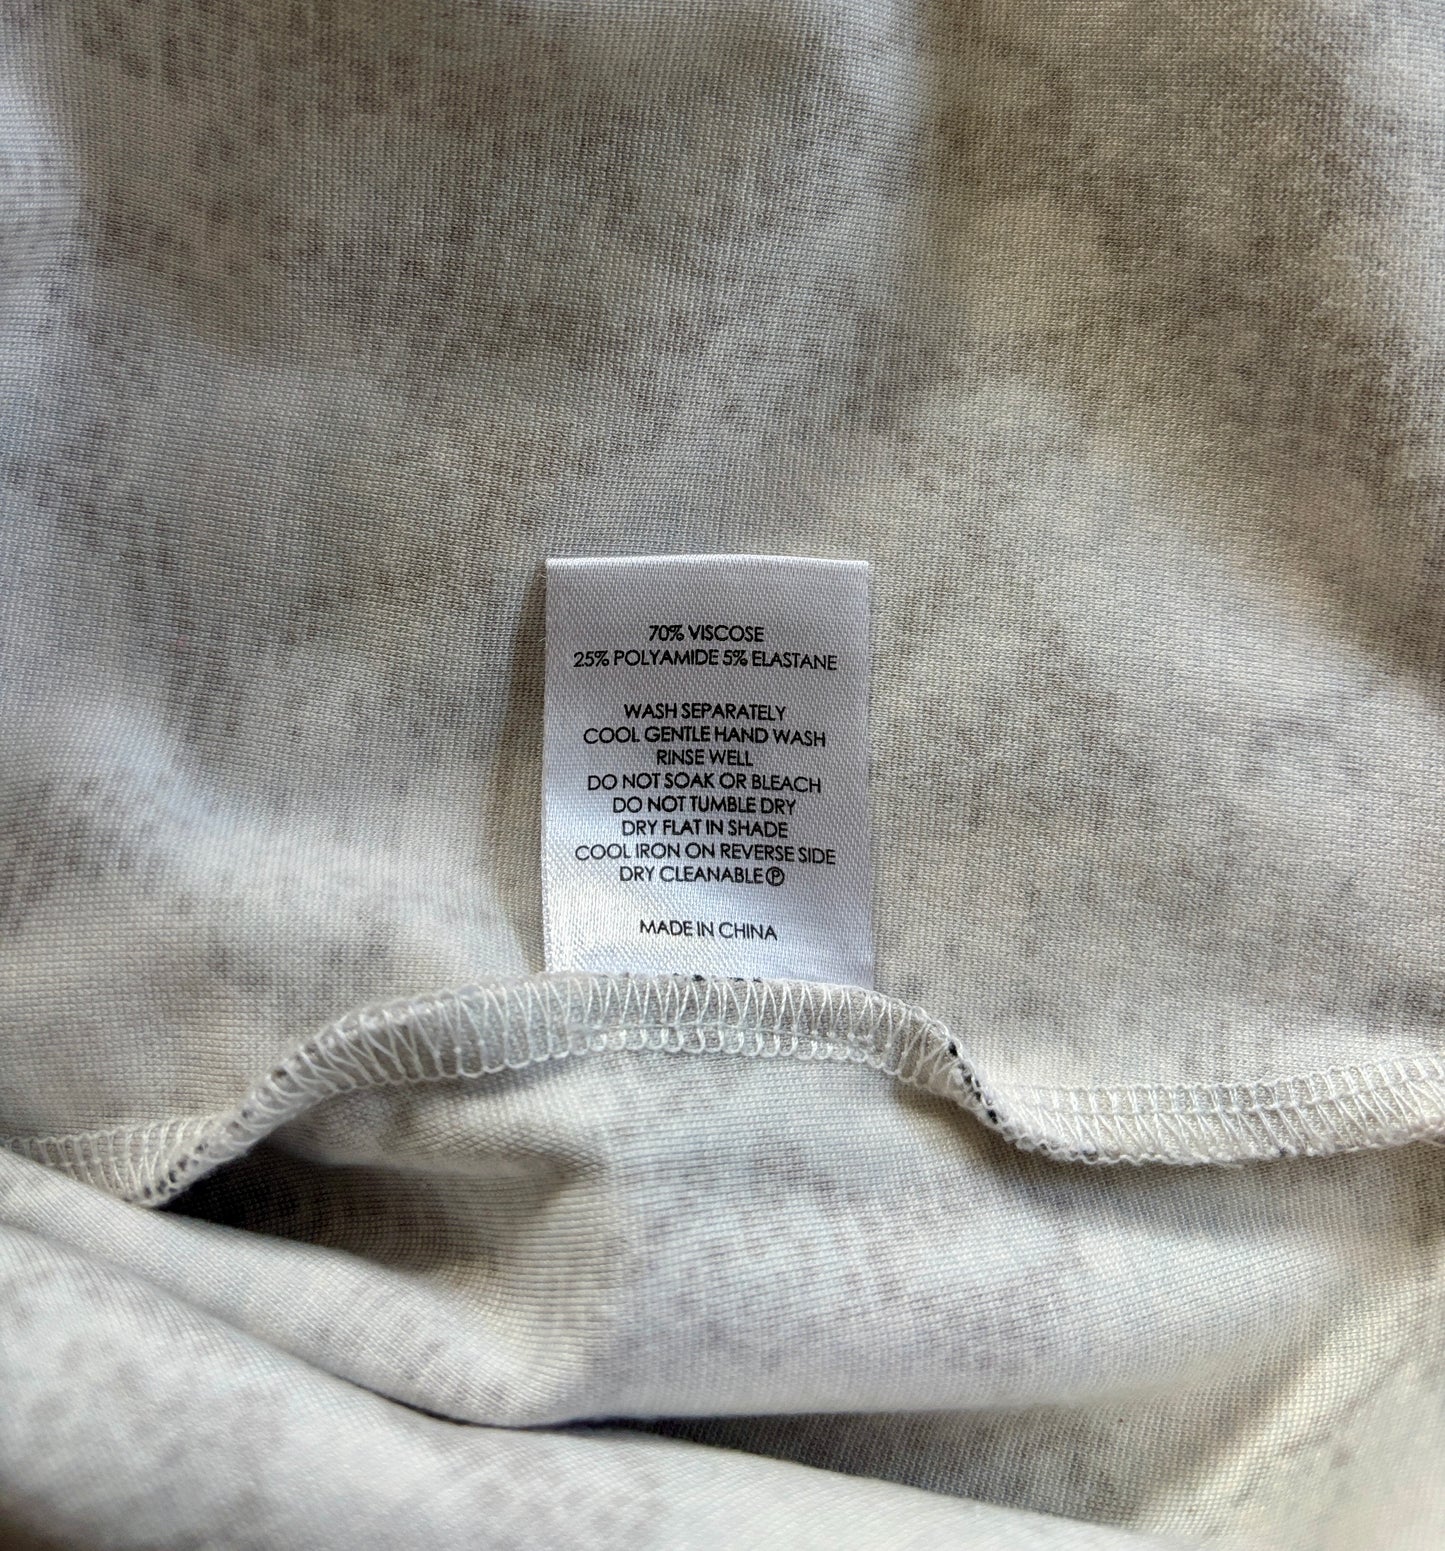 70% VISCOSE
25% POLYAMIDE 5% ELASTANE
WASH SEPARATELY
COOL GENTLE HAND WASH
RINSE WELL
DO NOT SOAK OR BLEACH
DO NOT TUMBLE DRY
DRY FLAT IN SHADE
COOL IRON ON REVERSE SIDE
DRY CLEANABLE Ⓟ
MADE IN CHINA